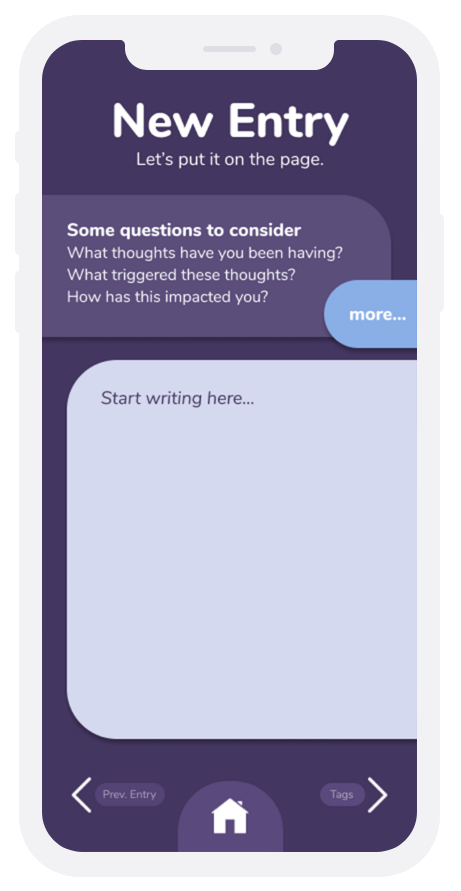 New Entry
Let's put it on the page.
Some questions to consider
What thoughts have you been having?
What triggered these thoughts?
How has this impacted you?
more...
Start writing here...
Prev. Entry
Tags